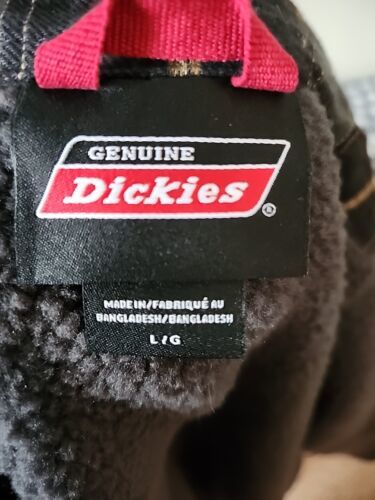 GENUINE
Dickies®
MADE IN/FABRIQUÉ AU
BANGLADESH/BANGLADESH
L/G